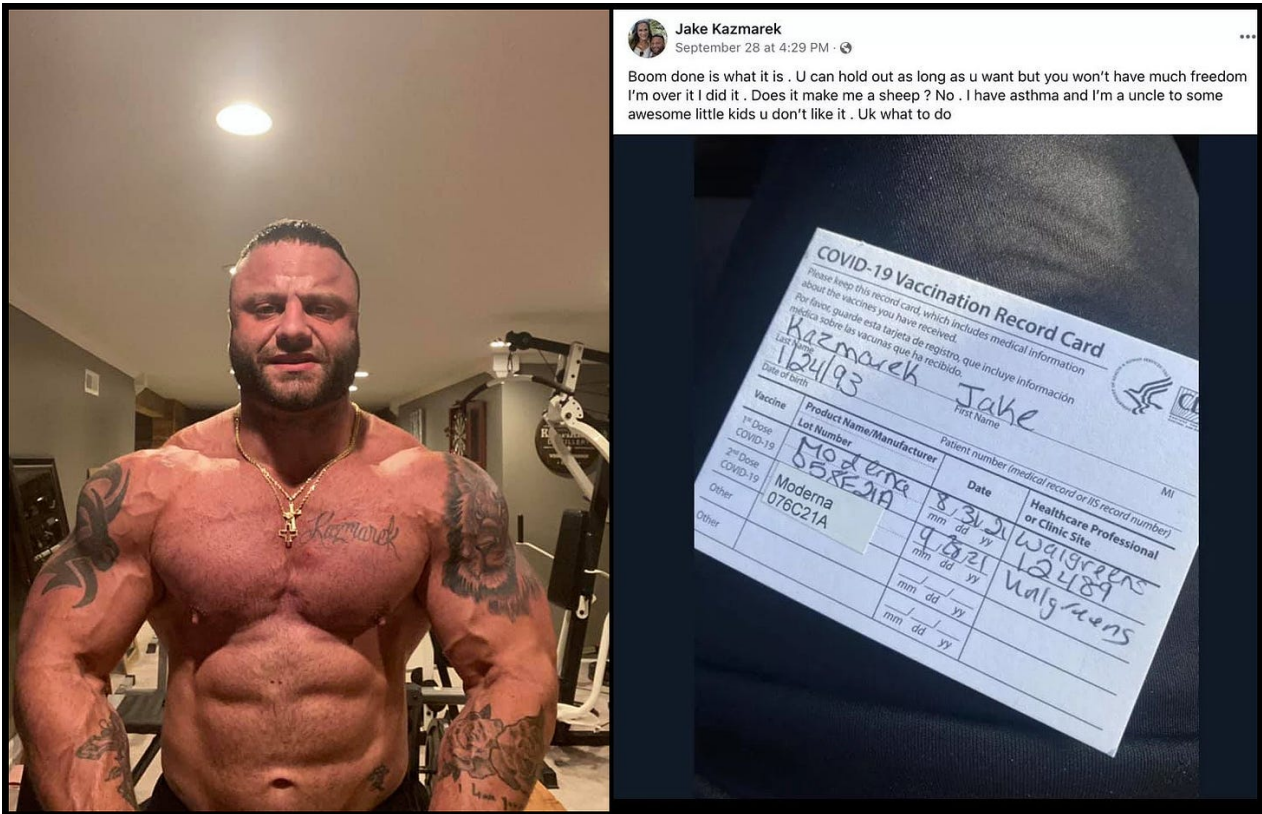 Kazmarek
Jake Kazmarek
September 28 at 4:29 PM
Boom done is what it is . U can hold out as long as u want but you won’t have much freedom
I’m over it I did it . Does it make me a sheep ? No . I have asthma and I’m a uncle to some
awesome little kids u don’t like it . Uk what to do
COVID-19 Vaccination Record Card
Please keep this record card, which includes medical information
about the vaccines you have received.
Por favor, guarde esta tarjeta de registro, que incluye información
médica sobre las vacunas que ha recibido.
Kazmarek Jake
Last Name First Name MI
1/24/93
Date of birth Patient number (medical record or IIS record number)
Vaccine Product Name/Manufacturer Date Healthcare Professional
Lot Number or Clinic Site
1st Dose Moderna 8/31/21 Walgreens
COVID-19 058E21A mm dd yy 12489
2nd Dose Moderna 9/28/21 Walgreens
COVID-19 076C21A mm dd yy
Other mm dd yy
Other mm dd yy